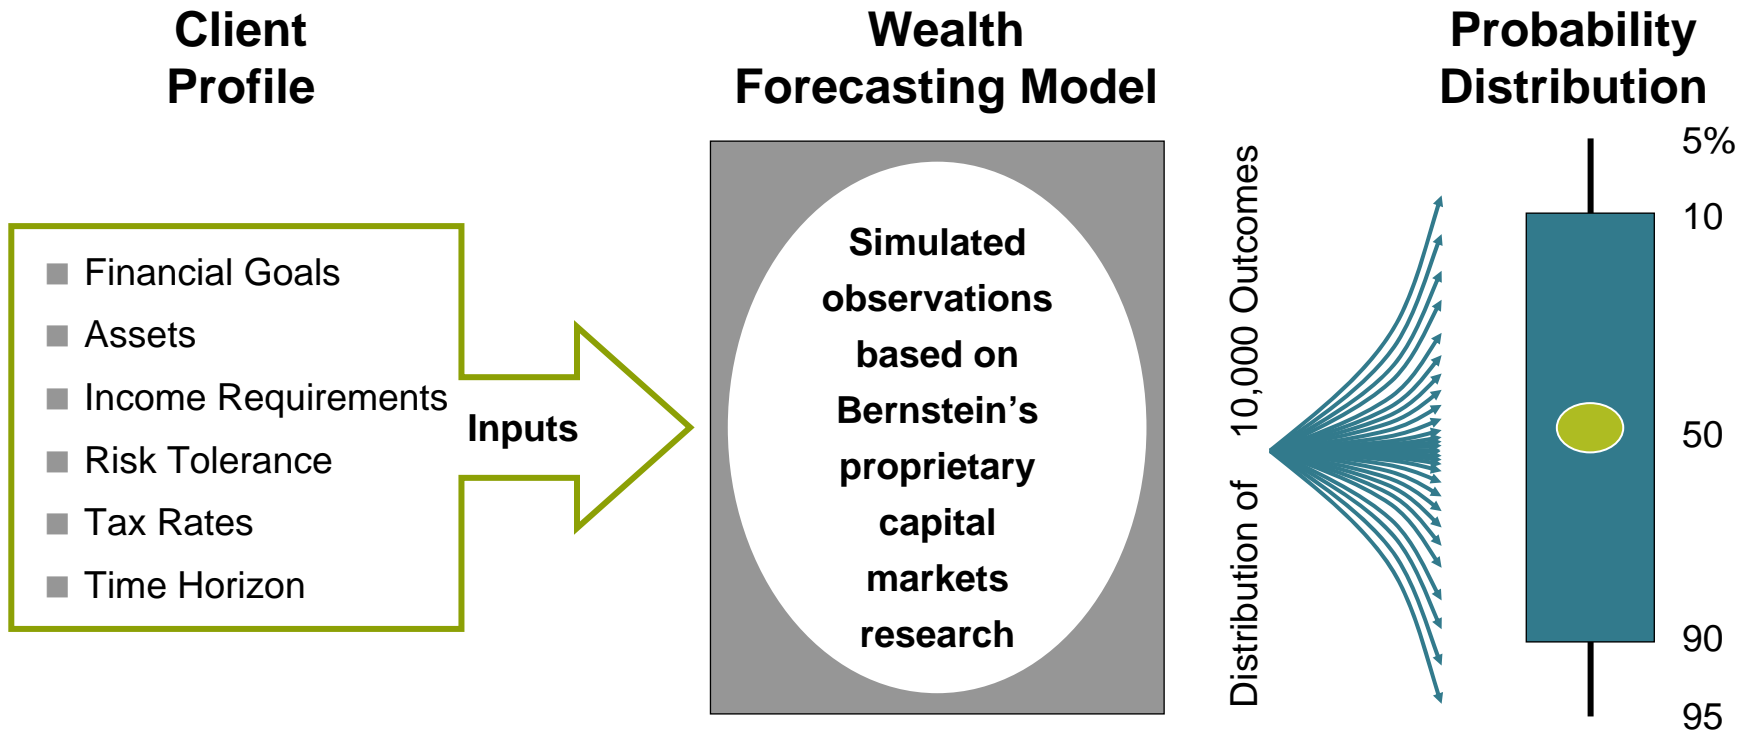 Client
Profile
Financial Goals
Assets
Income Requirements
Risk Tolerance
Tax Rates
Time Horizon
Inputs
Wealth
Forecasting Model
Simulated
observations
based on
Bernstein’s
proprietary
capital
markets
research
Distribution of 10,000 Outcomes
Probability
Distribution
5%
10
50
90
95